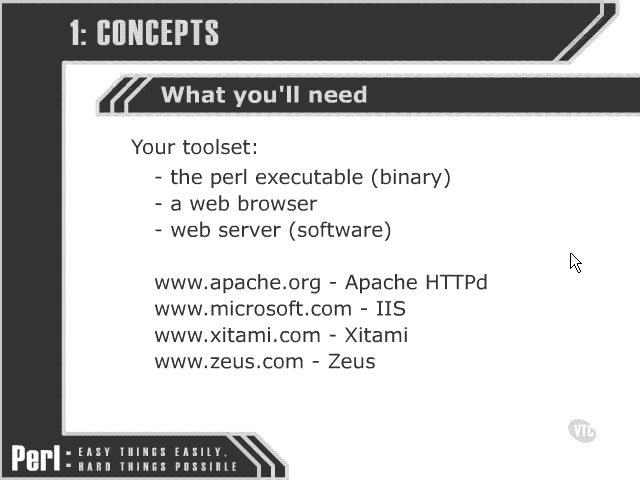 1: CONCEPTS
What you'll need
Your toolset:
- the perl executable (binary)
- a web browser
- web server (software)
www.apache.org - Apache HTTPd
www.microsoft.com - IIS
www.xitami.com - Xitami
www.zeus.com - Zeus
VTC
Perl: EASY THINGS EASILY,
HARD THINGS POSSIBLE